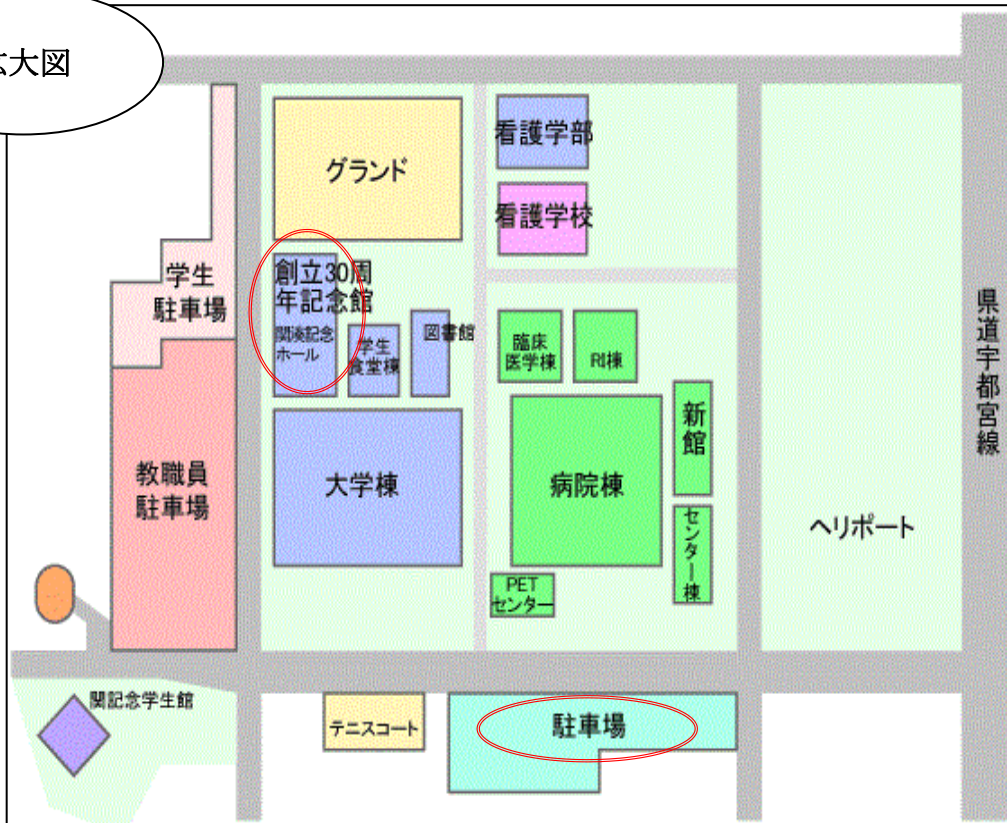 大図
グランド
看護学部
看護学校
学生
駐車場
創立30周
年記念館
関湊記念
ホール
学生
食堂棟
図書館
臨床
医学棟
RI棟
県道宇都宮線
新館
教職員
駐車場
大学棟
病院棟
ヘリポート
センター棟
PET
センター
関記念学生館
テニスコート
駐車場